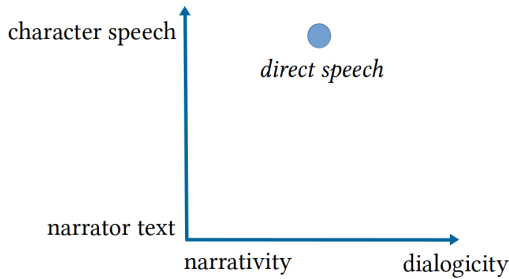 character speech
direct speech
narrator text
narrativity
dialogicity